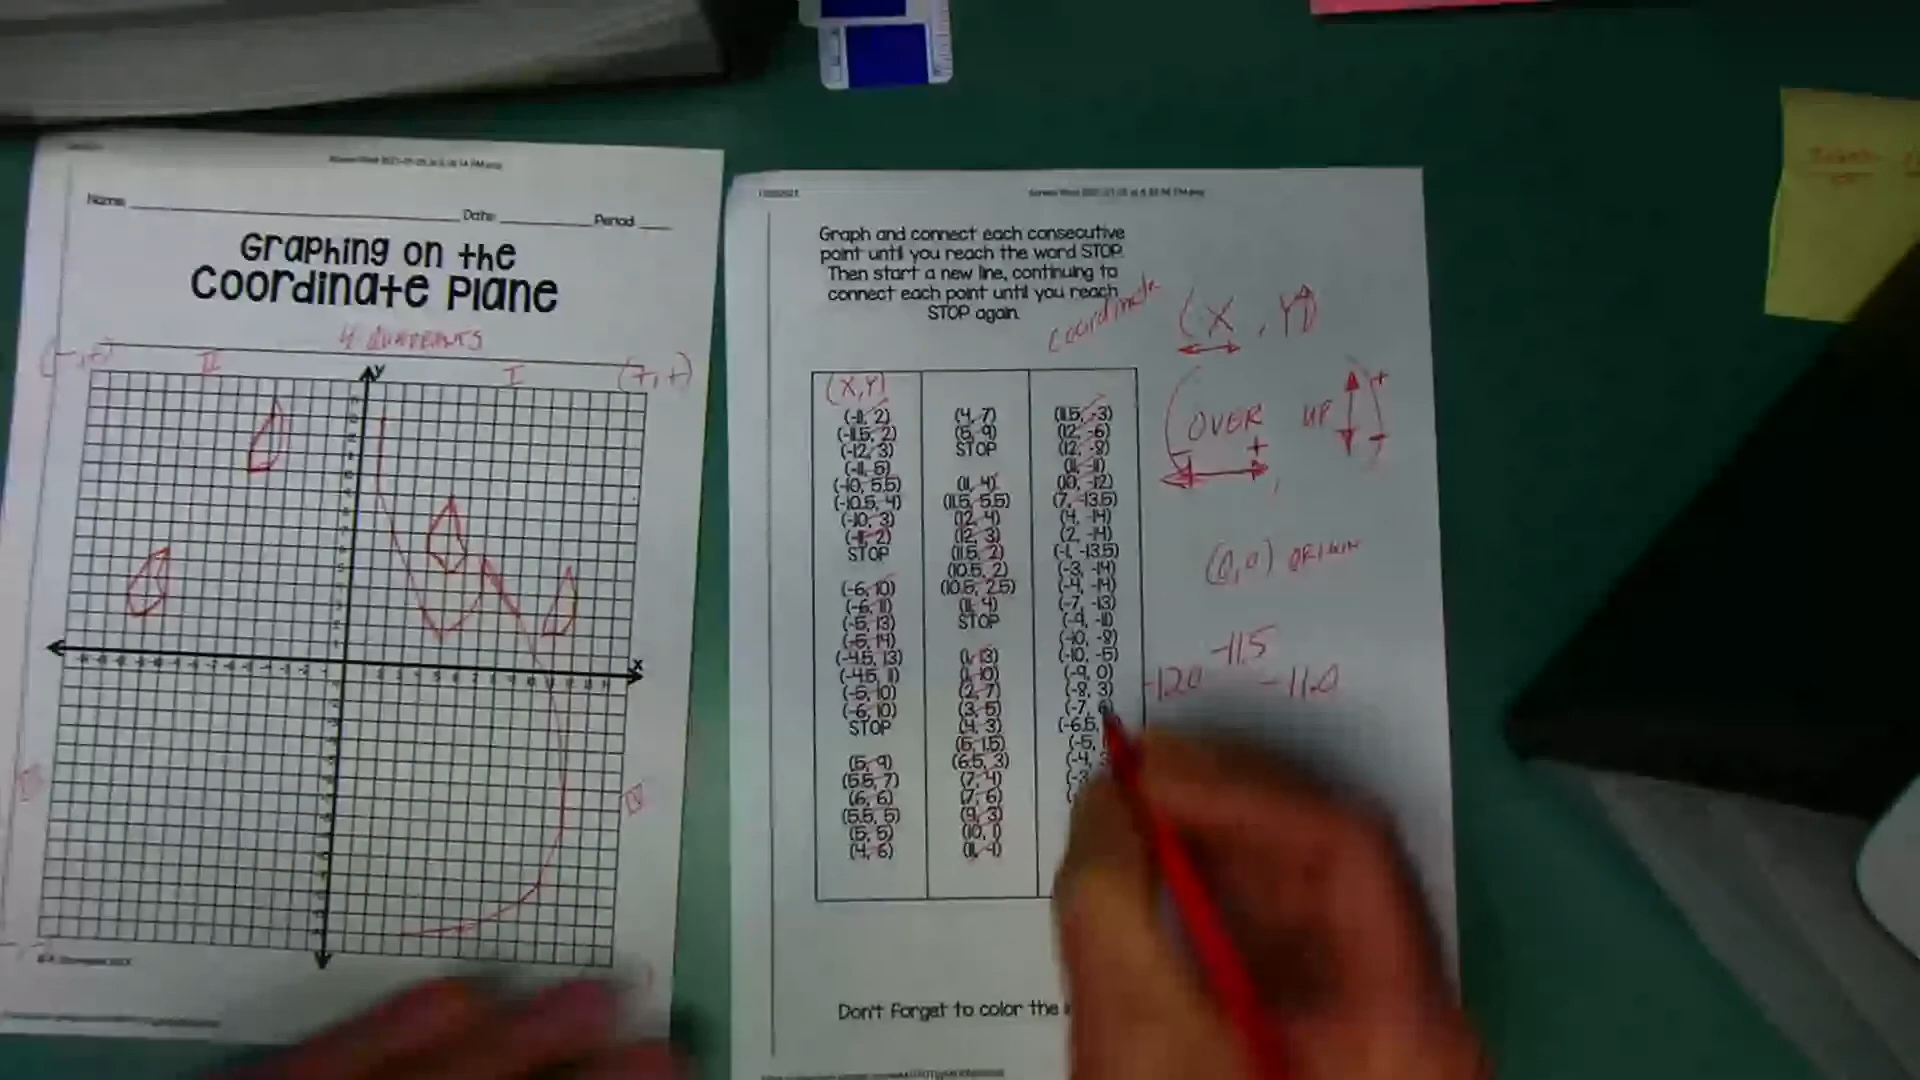 Name
Date
Period
Graphing on the
Coordinate Plane
4 QUADRANTS
II
I
(+,+)
y
x
Graph and connect each consecutive
point until you reach the word STOP.
Then start a new line, continuing to
connect each point until you reach
STOP again.
coordinate
(X, Y)
OVER UP
+
+
-
(0,0) ORIGIN
-11.5
-12.0 -11.0
(X,Y)
(-11, 2)
(-11.5, 2)
(-12, 3)
(-11, 5)
(-10, 5.5)
(-10.5, 4)
(-10, 3)
(-11, 2)
STOP
(-6, 10)
(-6, 11)
(-5, 13)
(-5, 14)
(-4.5, 13)
(-4.5, 11)
(-5, 10)
(-6, 10)
STOP
(5, 9)
(5.5, 7)
(6, 6)
(5.5, 5)
(5, 5)
(4, 6)
(4, 7)
(5, 9)
STOP
(11, 4)
(11.5, 5.5)
(12, 4)
(12, 3)
(11.5, 2)
(10.5, 2)
(10.5, 2.5)
(11, 4)
STOP
(1, 13)
(1, 10)
(2, 7)
(3, 5)
(4, 3)
(5, 1.5)
(6.5, 3)
(7, 4)
(7, 6)
(9, 3)
(10, 1)
(11, -1)
(11.5, -3)
(12, -6)
(12, -9)
(11, -11)
(10, -12)
(7, -13.5)
(4, -14)
(2, -14)
(-1, -13.5)
(-3, -14)
(-4, -14)
(-7, -13)
(-9, -11)
(-10, -8)
(-10, -5)
(-9, 0)
(-8, 3)
(-7, 6)
(-6.5,
(-5,
(-4,
(-3,
Don't forget to color the